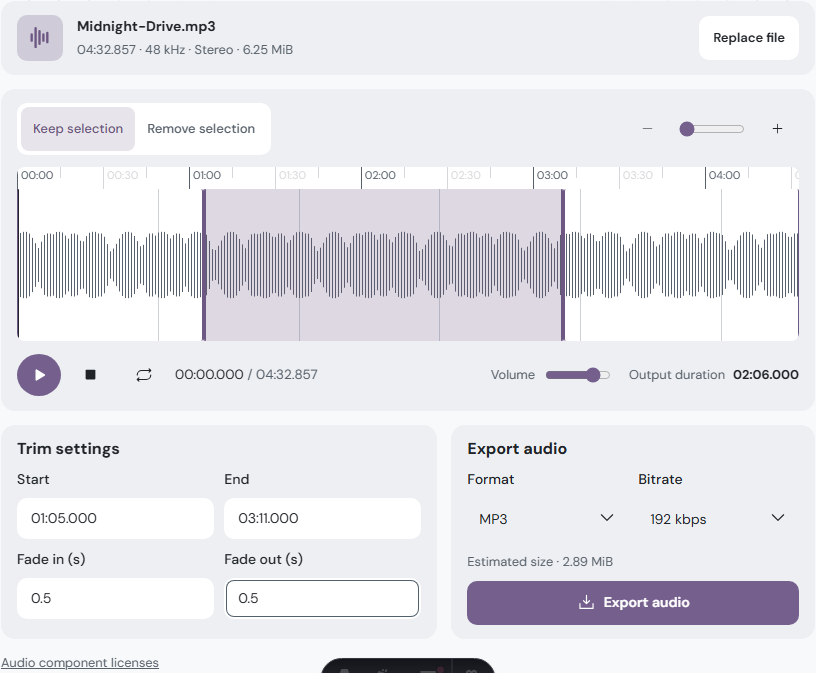 Midnight-Drive.mp3
04:32.857 · 48 kHz · Stereo · 6.25 MiB
Replace file
Keep selection
Remove selection
00:00 00:30 01:00 01:30 02:00 02:30 03:00 03:30 04:00
00:00.000 / 04:32.857
Volume
Output duration 02:06.000
Trim settings
Start
End
01:05.000
03:11.000
Fade in (s)
Fade out (s)
0.5
0.5
Export audio
Format
Bitrate
MP3
192 kbps
Estimated size · 2.89 MiB
Export audio
Audio component licenses